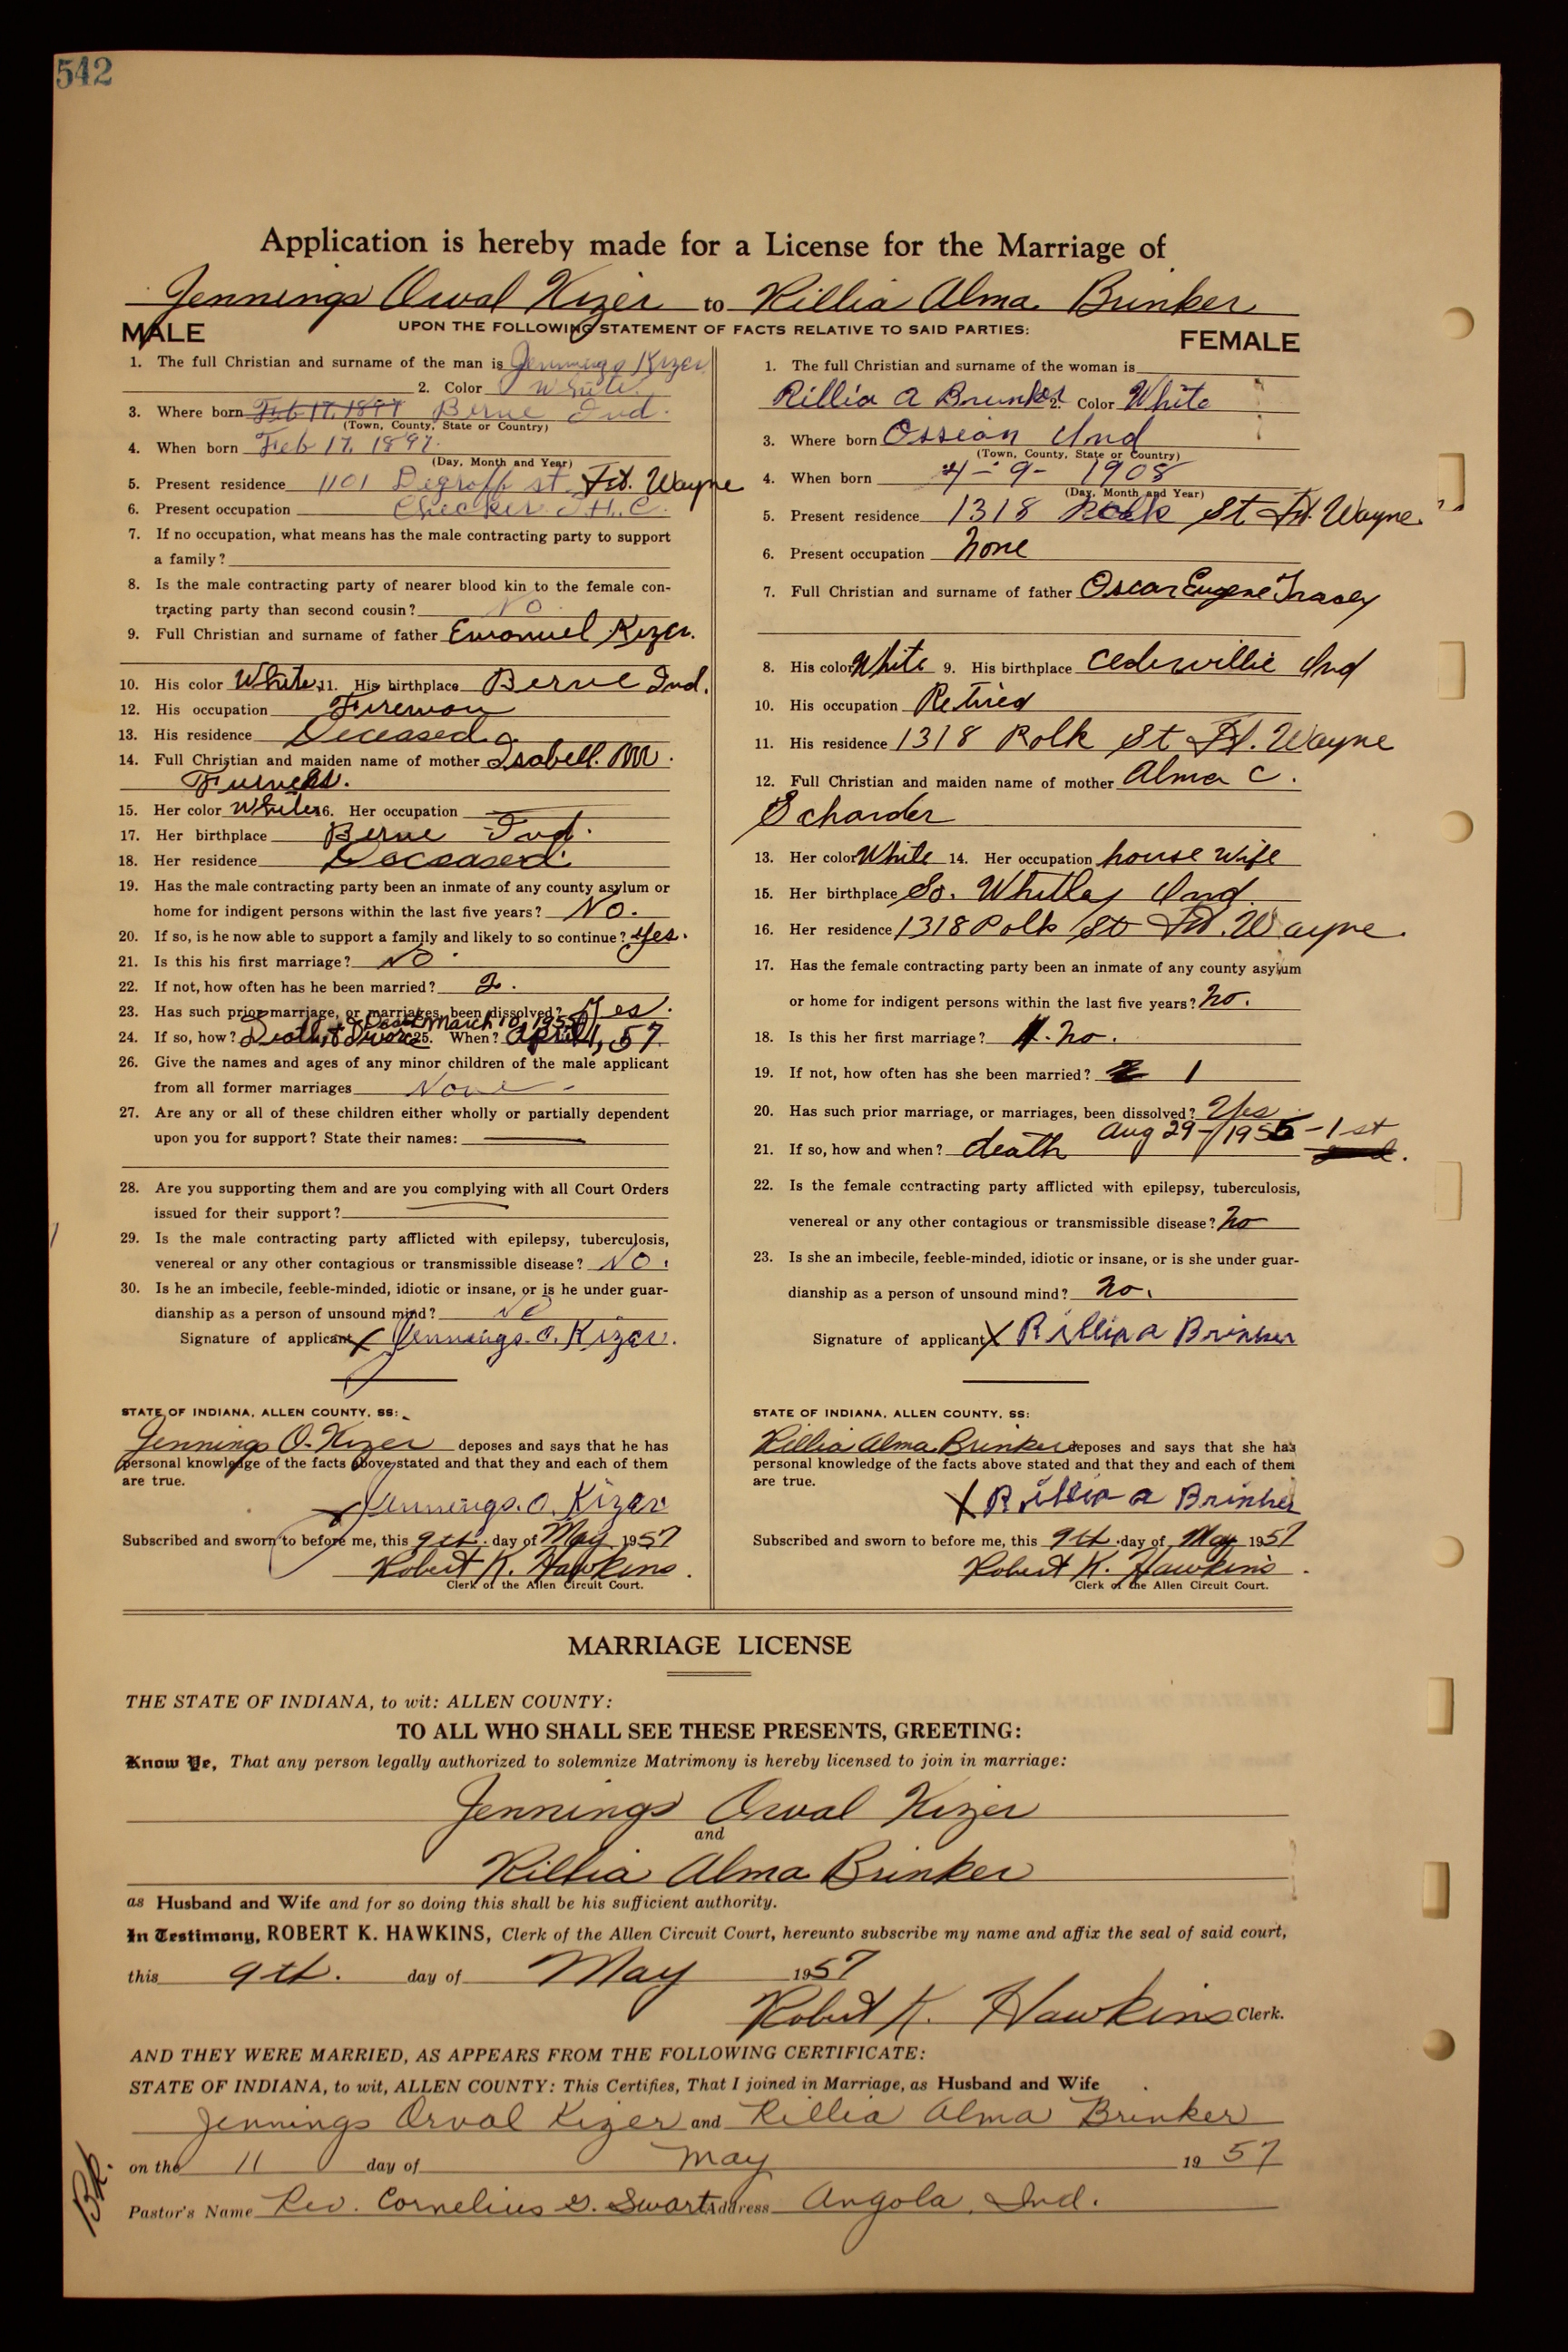 542
Application is hereby made for a License for the Marriage of
Jennings Orval Kizer to Rillia Alma Brinker
MALE UPON THE FOLLOWING STATEMENT OF FACTS RELATIVE TO SAID PARTIES: FEMALE
1. The full Christian and surname of the man is Jennings Kizer
2. Color White
3. Where born Feb 17, 1897 Berne Ind.
(Town, County, State or Country)
4. When born Feb 17, 1897.
(Day, Month and Year)
5. Present residence 1101 Degroff st Ft. Wayne
6. Present occupation Checker I.H.C.
7. If no occupation, what means has the male contracting party to support
a family?
8. Is the male contracting party of nearer blood kin to the female con-
tracting party than second cousin? No
9. Full Christian and surname of father Emanuel Kizer.
10. His color White 11. His birthplace Berne Ind.
12. His occupation Fireman
13. His residence Deceased
14. Full Christian and maiden name of mother Isabell. M.
15. Her color White 16. Her occupation
17. Her birthplace Berne Ind.
18. Her residence Deceased.
19. Has the male contracting party been an inmate of any county asylum or
home for indigent persons within the last five years? No.
20. If so, is he now able to support a family and likely to so continue? Yes.
21. Is this his first marriage? No
22. If not, how often has he been married? 2.
23. Has such prior marriage, or marriages, been dissolved? Yes.
March 10, 1955
24. If so, how? Death & Divorce 25. When? April 1, 57
26. Give the names and ages of any minor children of the male applicant
from all former marriages None
27. Are any or all of these children either wholly or partially dependent
upon you for support? State their names:
28. Are you supporting them and are you complying with all Court Orders
issued for their support?
29. Is the male contracting party afflicted with epilepsy, tuberculosis,
venereal or any other contagious or transmissible disease? No.
30. Is he an imbecile, feeble-minded, idiotic or insane, or is he under guar-
dianship as a person of unsound mind? No
Signature of applicant X Jennings. O. Kizer.
STATE OF INDIANA, ALLEN COUNTY, SS:
Jennings O. Kizer deposes and says that he has
personal knowledge of the facts above stated and that they and each of them
are true.
X Jennings. O. Kizer
Subscribed and sworn to before me, this 9th. day of May 1957
Robert K. Hawkins.
Clerk of the Allen Circuit Court.
1. The full Christian and surname of the woman is
Rillia A Brinker 2. Color White
3. Where born Ossian Ind
(Town, County, State or Country)
4. When born 4-9-1908
(Day, Month and Year)
5. Present residence 1318 Polk St Ft. Wayne.
6. Present occupation None
7. Full Christian and surname of father Oscar Eugene Tracey
8. His color White 9. His birthplace Cedervillie Ind
10. His occupation Retired
11. His residence 1318 Polk St Ft. Wayne
12. Full Christian and maiden name of mother Alma C.
Scharder
13. Her color White 14. Her occupation house wife
15. Her birthplace So. Whitley Ind.
16. Her residence 1318 Polk St Ft. Wayne.
17. Has the female contracting party been an inmate of any county asylum
or home for indigent persons within the last five years? No.
18. Is this her first marriage? No.
19. If not, how often has she been married? 2 1
20. Has such prior marriage, or marriages, been dissolved? Yes
21. If so, how and when? death Aug 29-1955 - 1st
22. Is the female contracting party afflicted with epilepsy, tuberculosis,
venereal or any other contagious or transmissible disease? No
23. Is she an imbecile, feeble-minded, idiotic or insane, or is she under guar-
dianship as a person of unsound mind? No.
Signature of applicant X Rillia A Brinker
STATE OF INDIANA, ALLEN COUNTY, SS:
Rillia Alma Brinker deposes and says that she has
personal knowledge of the facts above stated and that they and each of them
are true.
X Rillia A Brinker
Subscribed and sworn to before me, this 9th. day of May 1957
Robert K. Hawkins.
Clerk of the Allen Circuit Court.
MARRIAGE LICENSE
THE STATE OF INDIANA, to wit: ALLEN COUNTY:
TO ALL WHO SHALL SEE THESE PRESENTS, GREETING:
Know Ye, That any person legally authorized to solemnize Matrimony is hereby licensed to join in marriage:
Jennings Orval Kizer
and
Rillia Alma Brinker
as Husband and Wife and for so doing this shall be his sufficient authority.
In Testimony, ROBERT K. HAWKINS, Clerk of the Allen Circuit Court, hereunto subscribe my name and affix the seal of said court,
this 9th. day of May 1957
Robert K. Hawkins Clerk.
AND THEY WERE MARRIED, AS APPEARS FROM THE FOLLOWING CERTIFICATE:
STATE OF INDIANA, to wit, ALLEN COUNTY: This Certifies, That I joined in Marriage, as Husband and Wife
Jennings Orval Kizer and Rillia Alma Brinker
on the 11 day of May 19 57
Pastor's Name Rev. Cornelius G. Swart Address Angola, Ind.